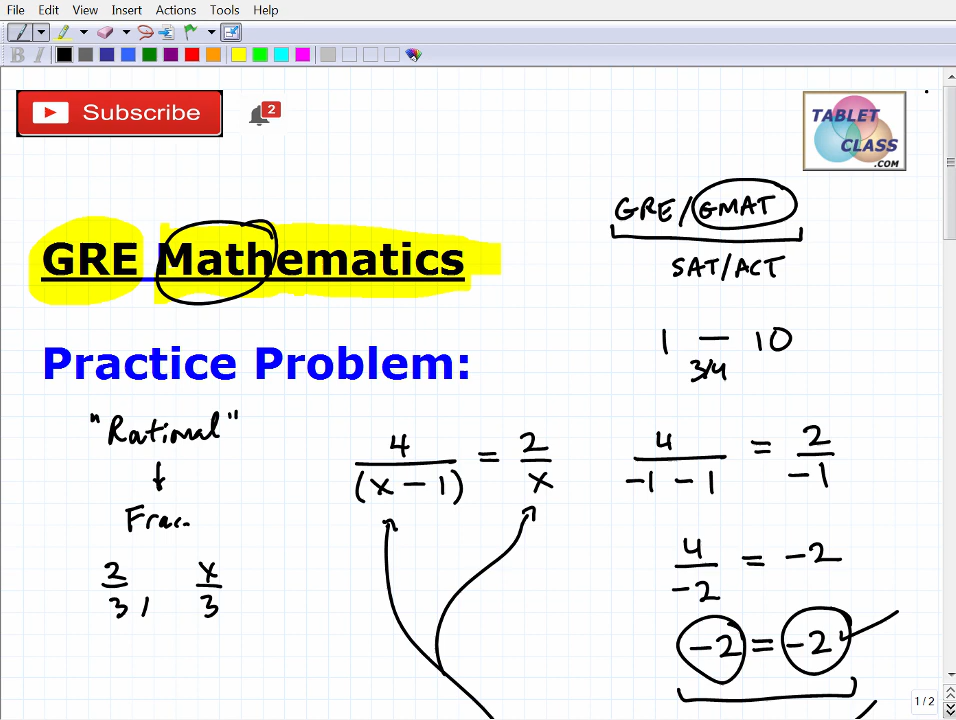 File Edit View Insert Actions Tools Help
B I
Subscribe
2
TABLET
CLASS
.COM
GRE/GMAT
SAT/ACT
GRE Mathematics
1 — 10
3/4
Practice Problem:
"Rational"
Frac
2/3, x/3
4/(x - 1) = 2/x
4/-1 - 1 = 2/-1
4/-2 = -2
-2 = -2
1 / 2